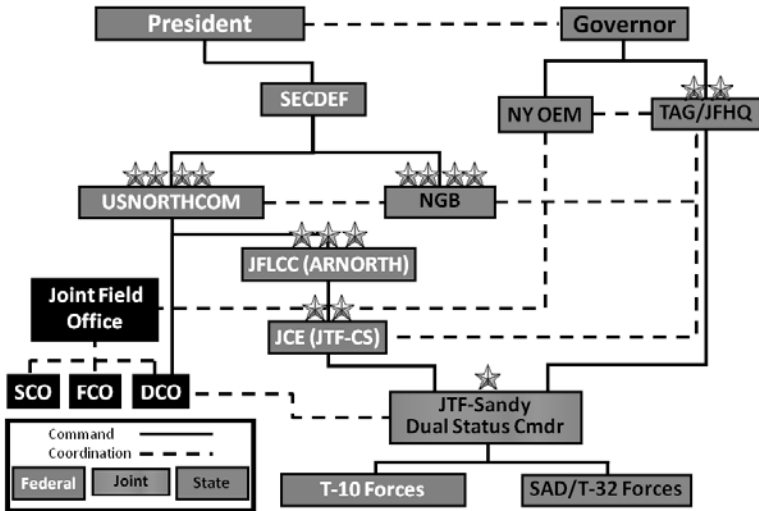 President
Governor
SECDEF
NY OEM
TAG/JFHQ
USNORTHCOM
NGB
JFLCC (ARNORTH)
Joint Field
Office
JCE (JTF-CS)
SCO
FCO
DCO
JTF-Sandy
Dual Status Cmdr
Command
Coordination
Federal
Joint
State
T-10 Forces
SAD/T-32 Forces